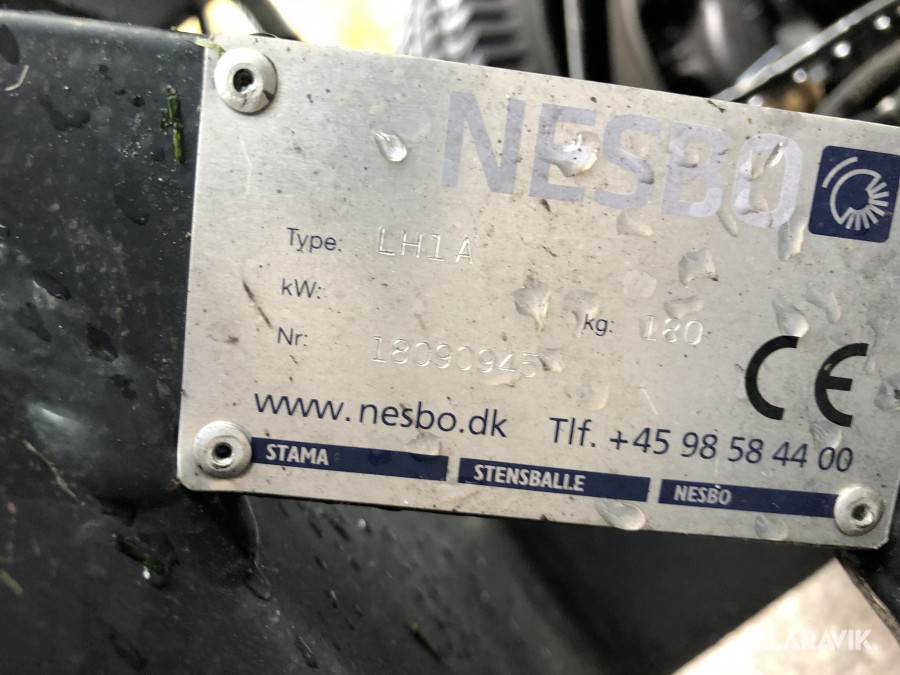 NESBO
Type: LH1A
kW:
kg: 180
Nr: 18090945
www.nesbo.dk Tlf. +45 98 58 44 00
CE
STAMA STENSBALLE NESBO
KLARAVIK